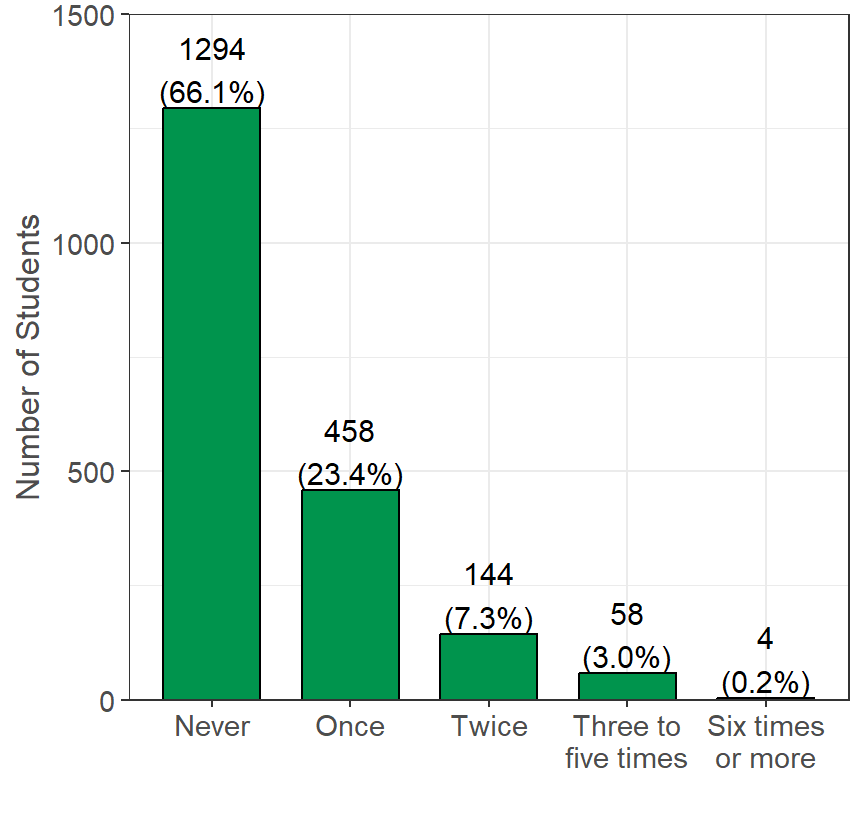 Number of Students
1500
1000
500
0
1294
(66.1%)
458
(23.4%)
144
(7.3%)
58
(3.0%)
4
(0.2%)
Never
Once
Twice
Three to
five times
Six times
or more